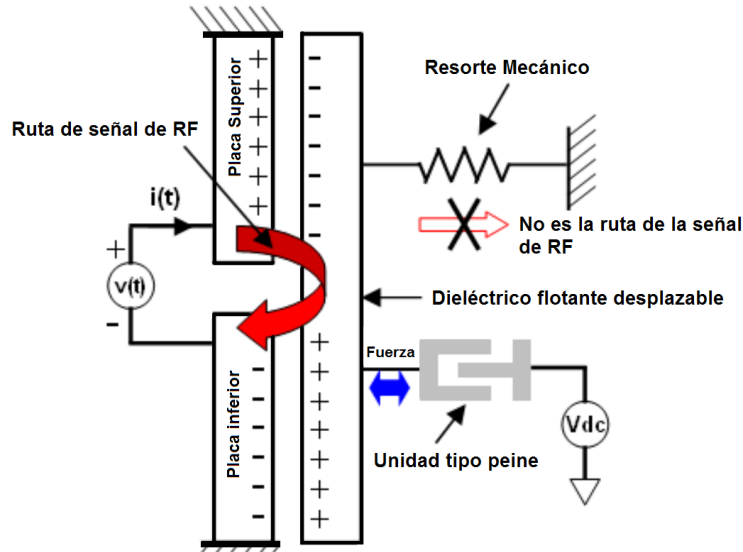 Resorte Mecánico
Placa Superior
Ruta de señal de RF
i(t)
No es la ruta de la señal
de RF
+
v(t)
-
Dieléctrico flotante desplazable
Fuerza
Placa inferior
Vdc
Unidad tipo peine